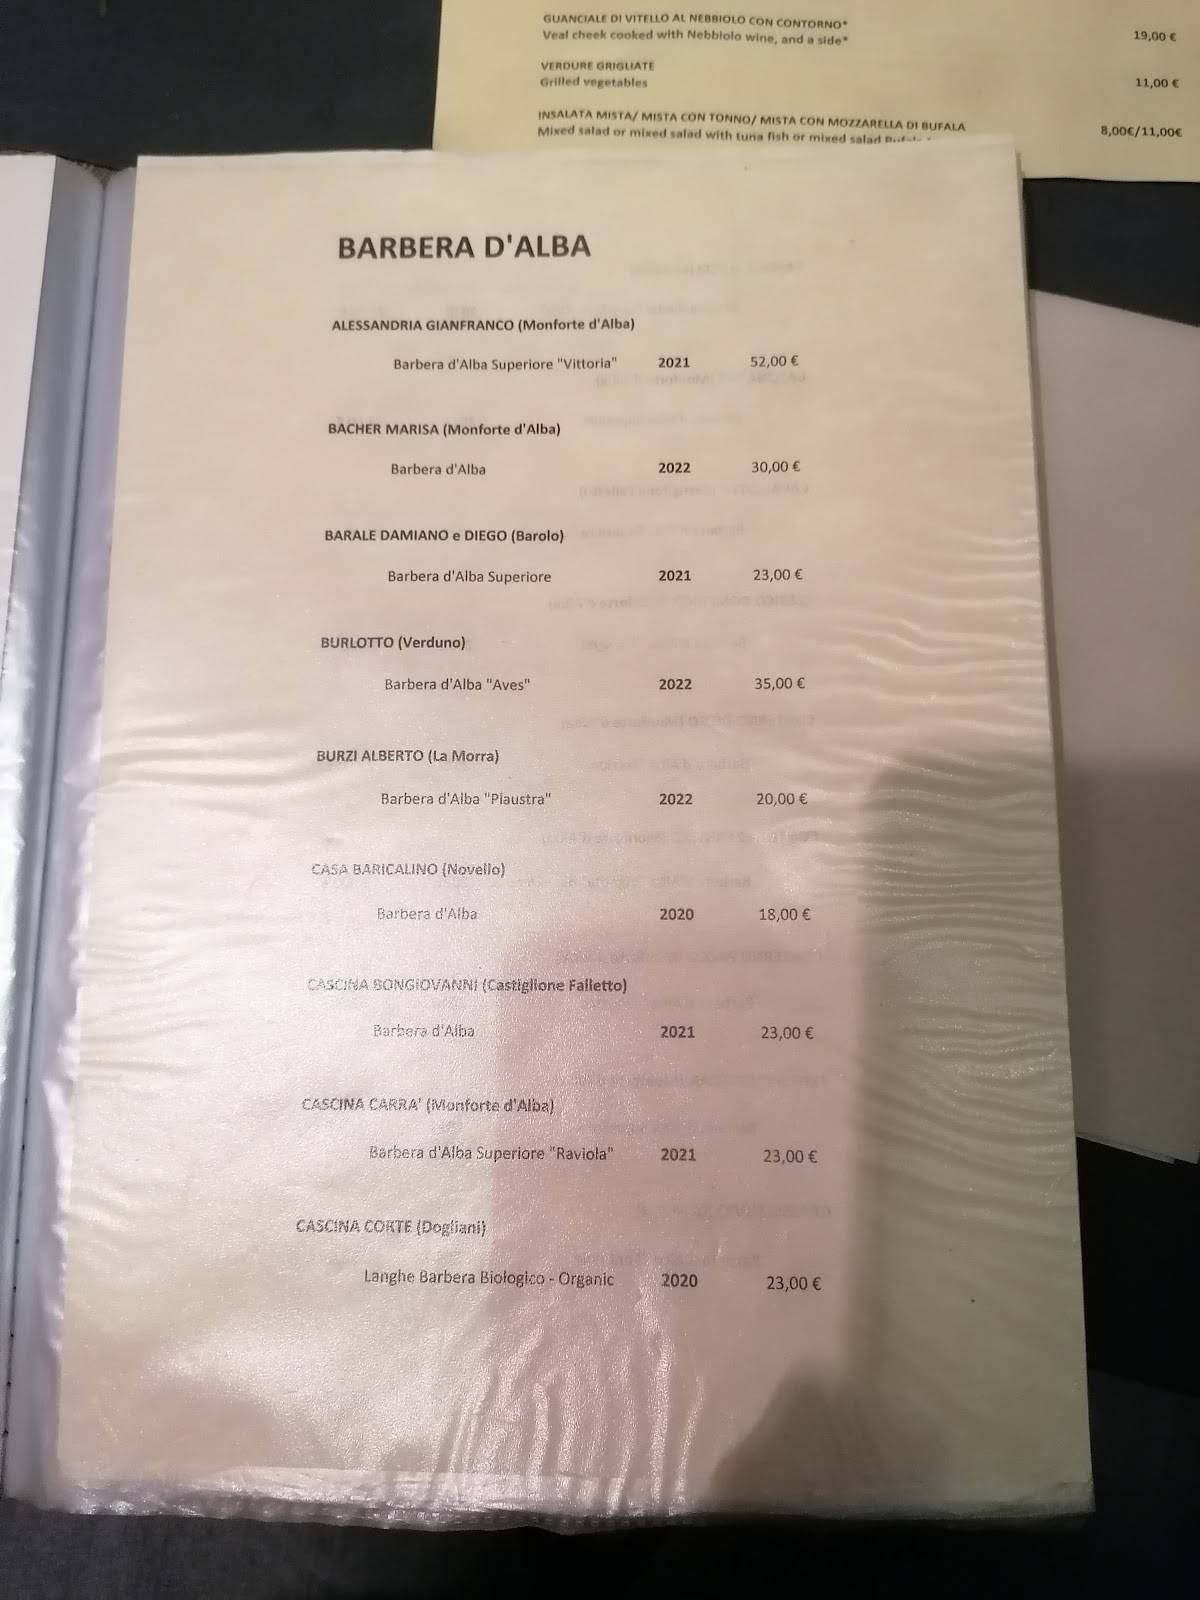 GUANCIALE DI VITELLO AL NEBBIOLO CON CONTORNO*
Veal cheek cooked with Nebbiolo wine, and a side* 19,00 €
VERDURE GRIGLIATE
Grilled vegetables 11,00 €
INSALATA MISTA/ MISTA CON TONNO/ MISTA CON MOZZARELLA DI BUFALA
Mixed salad or mixed salad with tuna fish or mixed salad 8,00€/11,00€
BARBERA D'ALBA
ALESSANDRIA GIANFRANCO (Monforte d'Alba)
Barbera d'Alba Superiore "Vittoria" 2021 52,00 €
BACHER MARISA (Monforte d'Alba)
Barbera d'Alba 2022 30,00 €
BARALE DAMIANO e DIEGO (Barolo)
Barbera d'Alba Superiore 2021 23,00 €
BURLOTTO (Verduno)
Barbera d'Alba "Aves" 2022 35,00 €
BURZI ALBERTO (La Morra)
Barbera d'Alba "Piaustra" 2022 20,00 €
CASA BARICALINO (Novello)
Barbera d'Alba 2020 18,00 €
CASCINA BONGIOVANNI (Castiglione Falletto)
Barbera d'Alba 2021 23,00 €
CASCINA CARRA' (Monforte d'Alba)
Barbera d'Alba Superiore "Raviola" 2021 23,00 €
CASCINA CORTE (Dogliani)
Langhe Barbera Biologico - Organic 2020 23,00 €